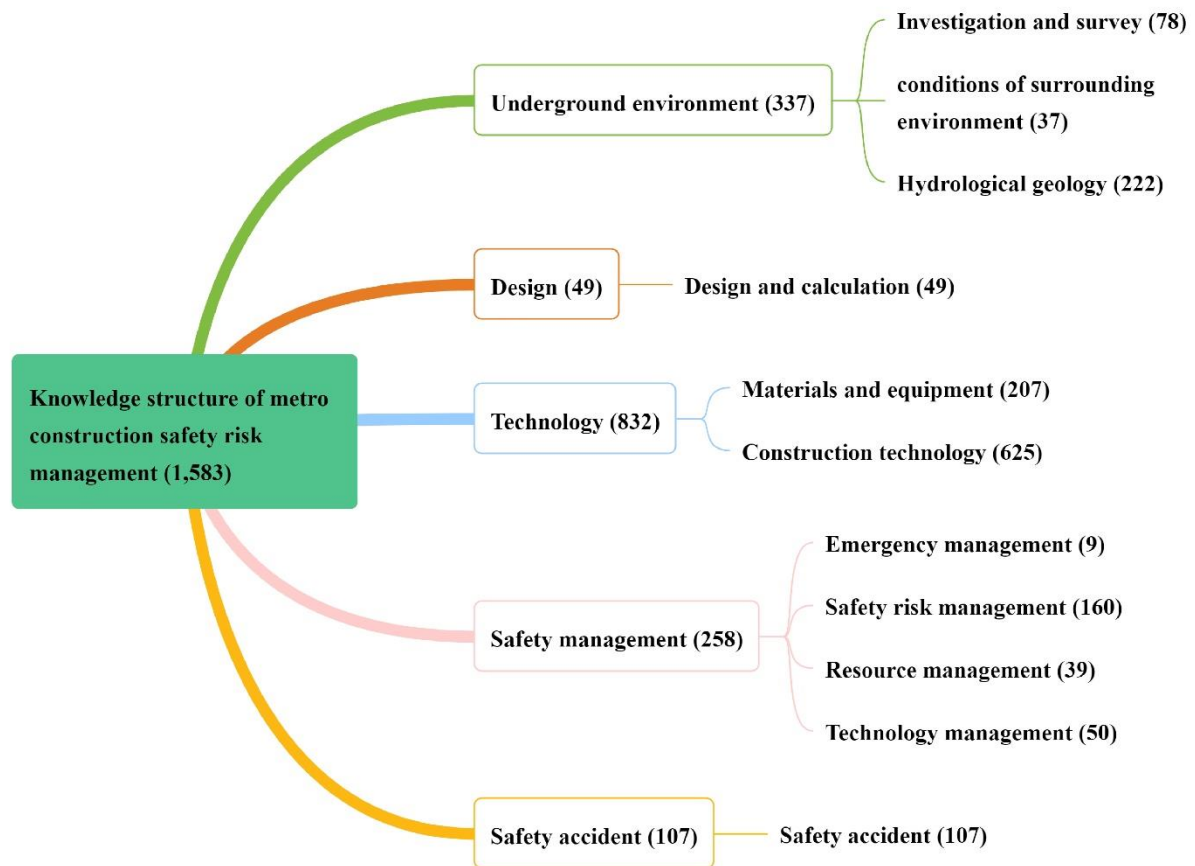 Knowledge structure of metro
construction safety risk
management (1,583)
Underground environment (337)
Investigation and survey (78)
conditions of surrounding
environment (37)
Hydrological geology (222)
Design (49)
Design and calculation (49)
Technology (832)
Materials and equipment (207)
Construction technology (625)
Safety management (258)
Emergency management (9)
Safety risk management (160)
Resource management (39)
Technology management (50)
Safety accident (107)
Safety accident (107)